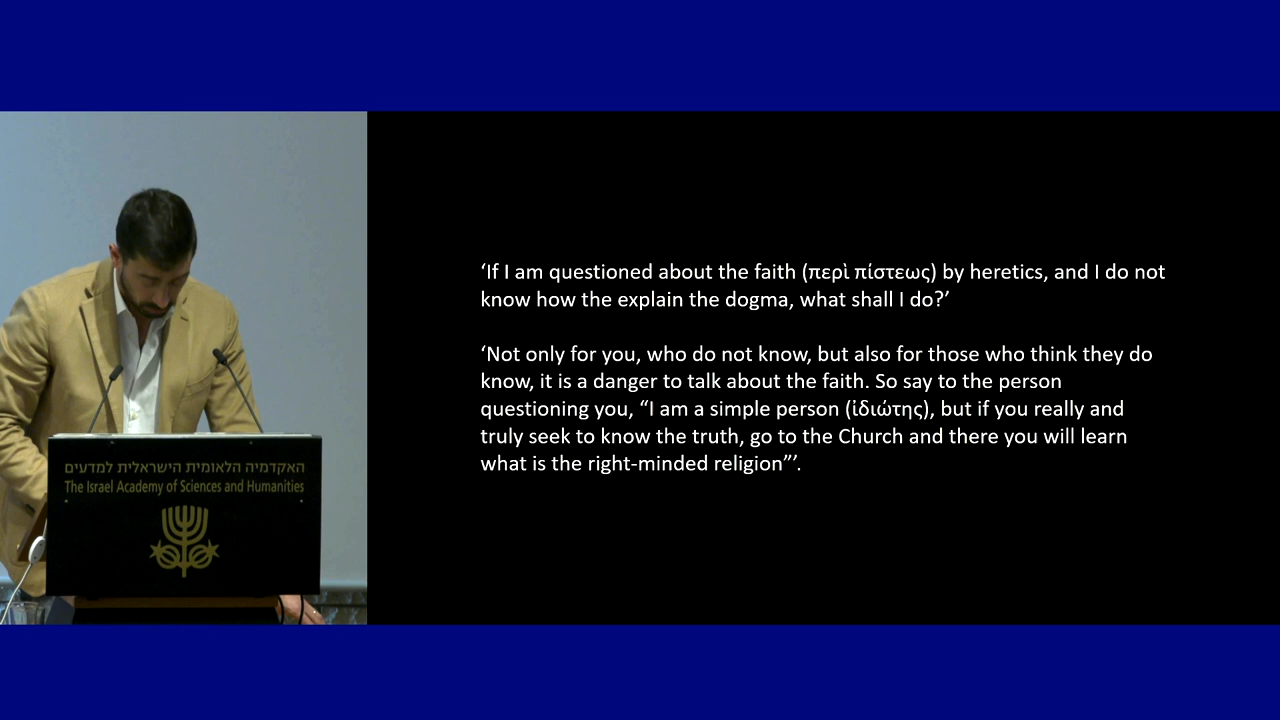 ‘If I am questioned about the faith (περὶ πίστεως) by heretics, and I do not
know how the explain the dogma, what shall I do?’
‘Not only for you, who do not know, but also for those who think they do
know, it is a danger to talk about the faith. So say to the person
questioning you, “I am a simple person (ἰδιώτης), but if you really and
truly seek to know the truth, go to the Church and there you will learn
what is the right-minded religion”’.
האקדמיה הלאומית הישראלית למדעים
The Israel Academy of Sciences and Humanities